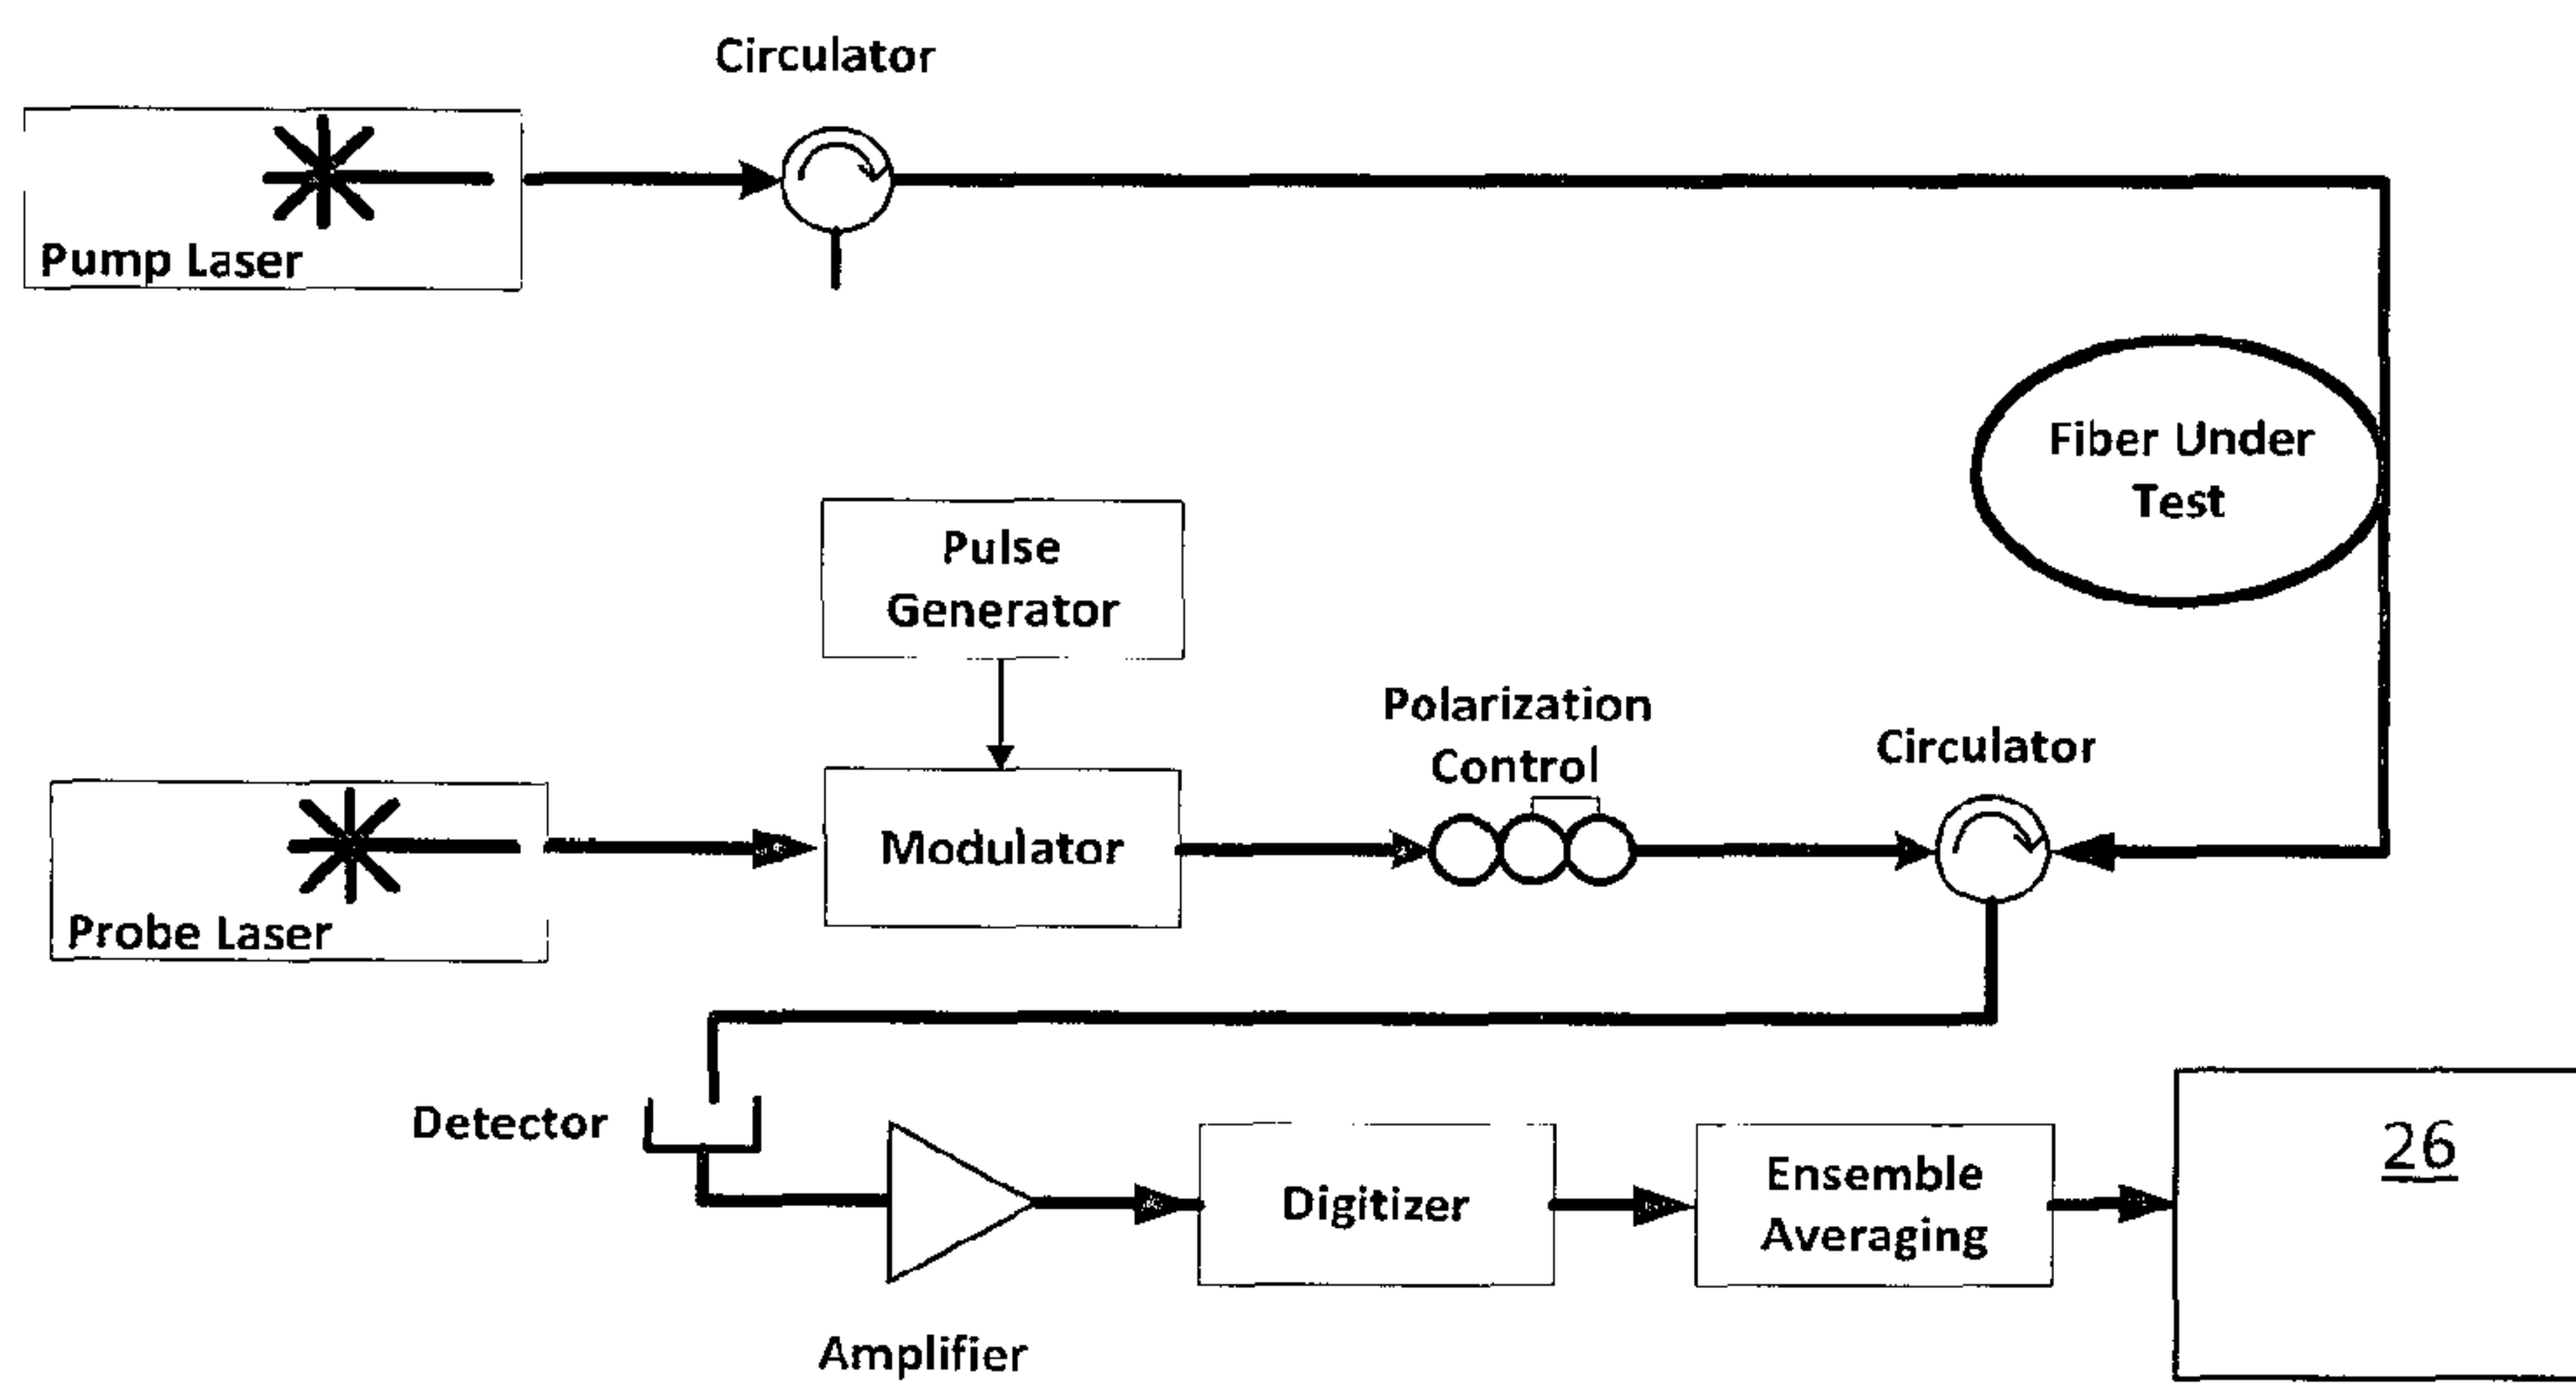 Circulator
Pump Laser
Fiber Under
Test
Pulse
Generator
Polarization
Control
Circulator
Modulator
Probe Laser
Detector
26
Ensemble
Averaging
Digitizer
Amplifier